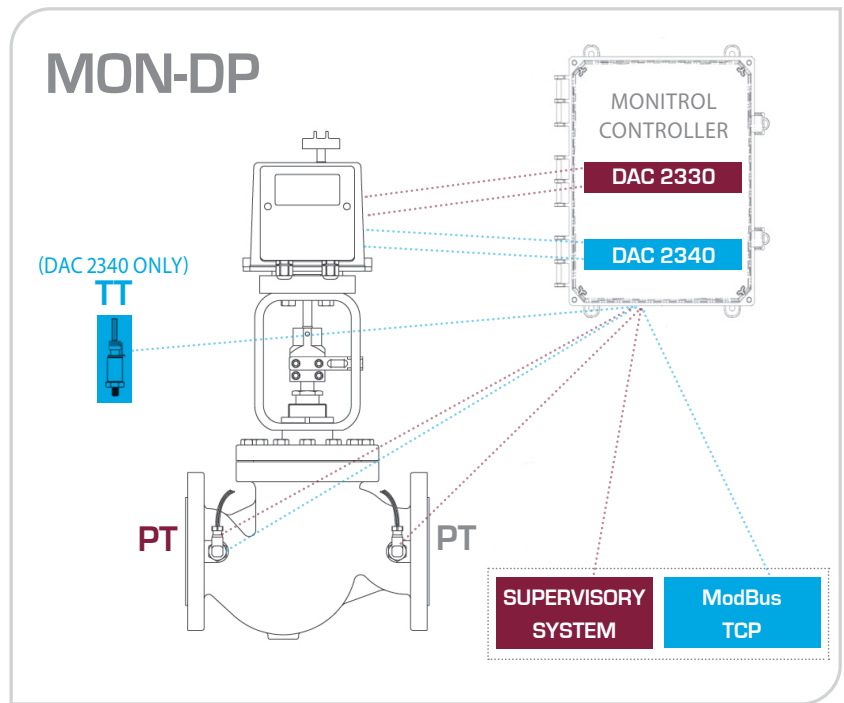 MON-DP
MONITROL
CONTROLLER
DAC 2330
DAC 2340
(DAC 2340 ONLY)
TT
PT
PT
SUPERVISORY
SYSTEM
ModBus
TCP